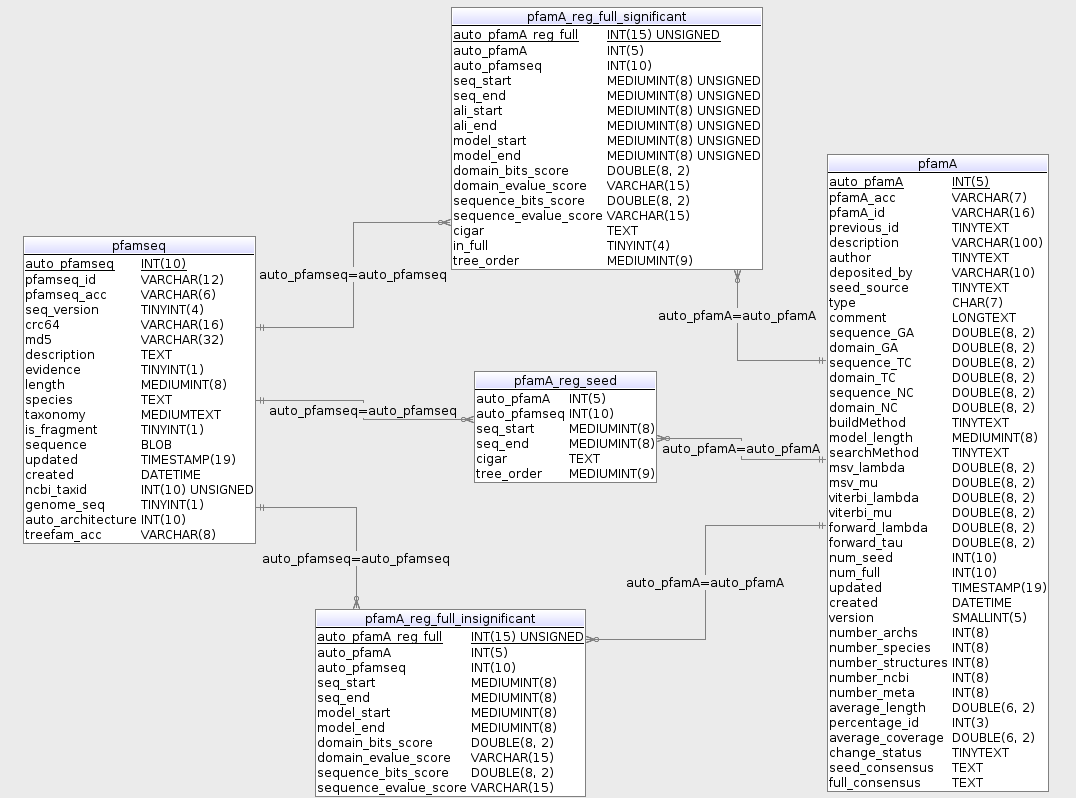 pfamA_reg_full_significant
auto_pfamA_reg_full INT(15) UNSIGNED
auto_pfamA INT(5)
auto_pfamseq INT(10)
seq_start MEDIUMINT(8) UNSIGNED
seq_end MEDIUMINT(8) UNSIGNED
ali_start MEDIUMINT(8) UNSIGNED
ali_end MEDIUMINT(8) UNSIGNED
model_start MEDIUMINT(8) UNSIGNED
model_end MEDIUMINT(8) UNSIGNED
domain_bits_score DOUBLE(8, 2)
domain_evalue_score VARCHAR(15)
sequence_bits_score DOUBLE(8, 2)
sequence_evalue_score VARCHAR(15)
cigar TEXT
in_full TINYINT(4)
tree_order MEDIUMINT(9)
pfamseq
auto_pfamseq INT(10)
pfamseq_id VARCHAR(12)
pfamseq_acc VARCHAR(6)
seq_version TINYINT(4)
crc64 VARCHAR(16)
md5 VARCHAR(32)
description TEXT
evidence TINYINT(1)
length MEDIUMINT(8)
species TEXT
taxonomy MEDIUMTEXT
is_fragment TINYINT(1)
sequence BLOB
updated TIMESTAMP(19)
created DATETIME
ncbi_taxid INT(10) UNSIGNED
genome_seq TINYINT(1)
auto_architecture INT(10)
treefam_acc VARCHAR(8)
auto_pfamseq=auto_pfamseq
auto_pfamA=auto_pfamA
pfamA_reg_seed
auto_pfamA INT(5)
auto_pfamseq INT(10)
seq_start MEDIUMINT(8)
seq_end MEDIUMINT(8)
cigar TEXT
tree_order MEDIUMINT(9)
auto_pfamseq=auto_pfamseq
auto_pfamA=auto_pfamA
auto_pfamseq=auto_pfamseq
auto_pfamA=auto_pfamA
pfamA_reg_full_insignificant
auto_pfamA_reg_full INT(15) UNSIGNED
auto_pfamA INT(5)
auto_pfamseq INT(10)
seq_start MEDIUMINT(8)
seq_end MEDIUMINT(8)
model_start MEDIUMINT(8)
model_end MEDIUMINT(8)
domain_bits_score DOUBLE(8, 2)
domain_evalue_score VARCHAR(15)
sequence_bits_score DOUBLE(8, 2)
sequence_evalue_score VARCHAR(15)
pfamA
auto_pfamA INT(5)
pfamA_acc VARCHAR(7)
pfamA_id VARCHAR(16)
previous_id TINYTEXT
description VARCHAR(100)
author TINYTEXT
deposited_by VARCHAR(10)
seed_source TINYTEXT
type CHAR(7)
comment LONGTEXT
sequence_GA DOUBLE(8, 2)
domain_GA DOUBLE(8, 2)
sequence_TC DOUBLE(8, 2)
domain_TC DOUBLE(8, 2)
sequence_NC DOUBLE(8, 2)
domain_NC DOUBLE(8, 2)
buildMethod TINYTEXT
model_length MEDIUMINT(8)
searchMethod TINYTEXT
msv_lambda DOUBLE(8, 2)
msv_mu DOUBLE(8, 2)
viterbi_lambda DOUBLE(8, 2)
viterbi_mu DOUBLE(8, 2)
forward_lambda DOUBLE(8, 2)
forward_tau DOUBLE(8, 2)
num_seed INT(10)
num_full INT(10)
updated TIMESTAMP(19)
created DATETIME
version SMALLINT(5)
number_archs INT(8)
number_species INT(8)
number_structures INT(8)
number_ncbi INT(8)
number_meta INT(8)
average_length DOUBLE(6, 2)
percentage_id INT(3)
average_coverage DOUBLE(6, 2)
change_status TINYTEXT
seed_consensus TEXT
full_consensus TEXT